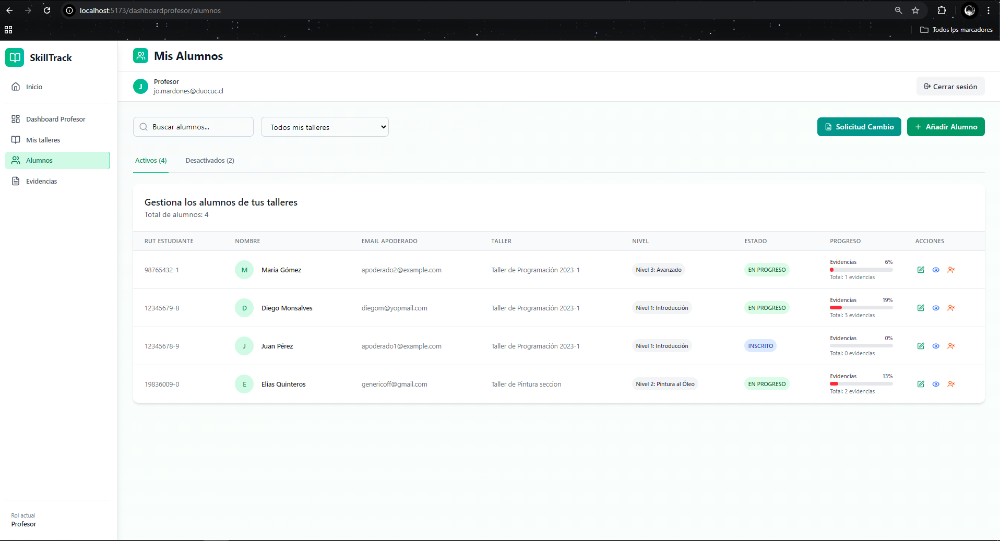 localhost:5173/dashboardprofesor/alumnos
Todos los marcadores
SkillTrack
Inicio
Dashboard Profesor
Mis talleres
Alumnos
Evidencias
Rol actual
Profesor
Mis Alumnos
J
Profesor
jo.mardones@duocuc.cl
Cerrar sesión
Buscar alumnos...
Todos mis talleres
Solicitud Cambio
Añadir Alumno
Activos (4)
Desactivados (2)
Gestiona los alumnos de tus talleres
Total de alumnos: 4
RUT ESTUDIANTE NOMBRE EMAIL APODERADO TALLER NIVEL ESTADO PROGRESO ACCIONES
98765432-1 M María Gómez apoderado2@example.com Taller de Programación 2023-1 Nivel 3: Avanzado EN PROGRESO
Evidencias 6%
Total: 1 evidencias
12345679-8 D Diego Monsalves diegom@yopmail.com Taller de Programación 2023-1 Nivel 1: Introducción EN PROGRESO
Evidencias 19%
Total: 3 evidencias
12345678-9 J Juan Pérez apoderado1@example.com Taller de Programación 2023-1 Nivel 1: Introducción INSCRITO
Evidencias 0%
Total: 0 evidencias
19836009-0 E Elias Quinteros genericoff@gmail.com Taller de Pintura seccion Nivel 2: Pintura al Óleo EN PROGRESO
Evidencias 13%
Total: 2 evidencias